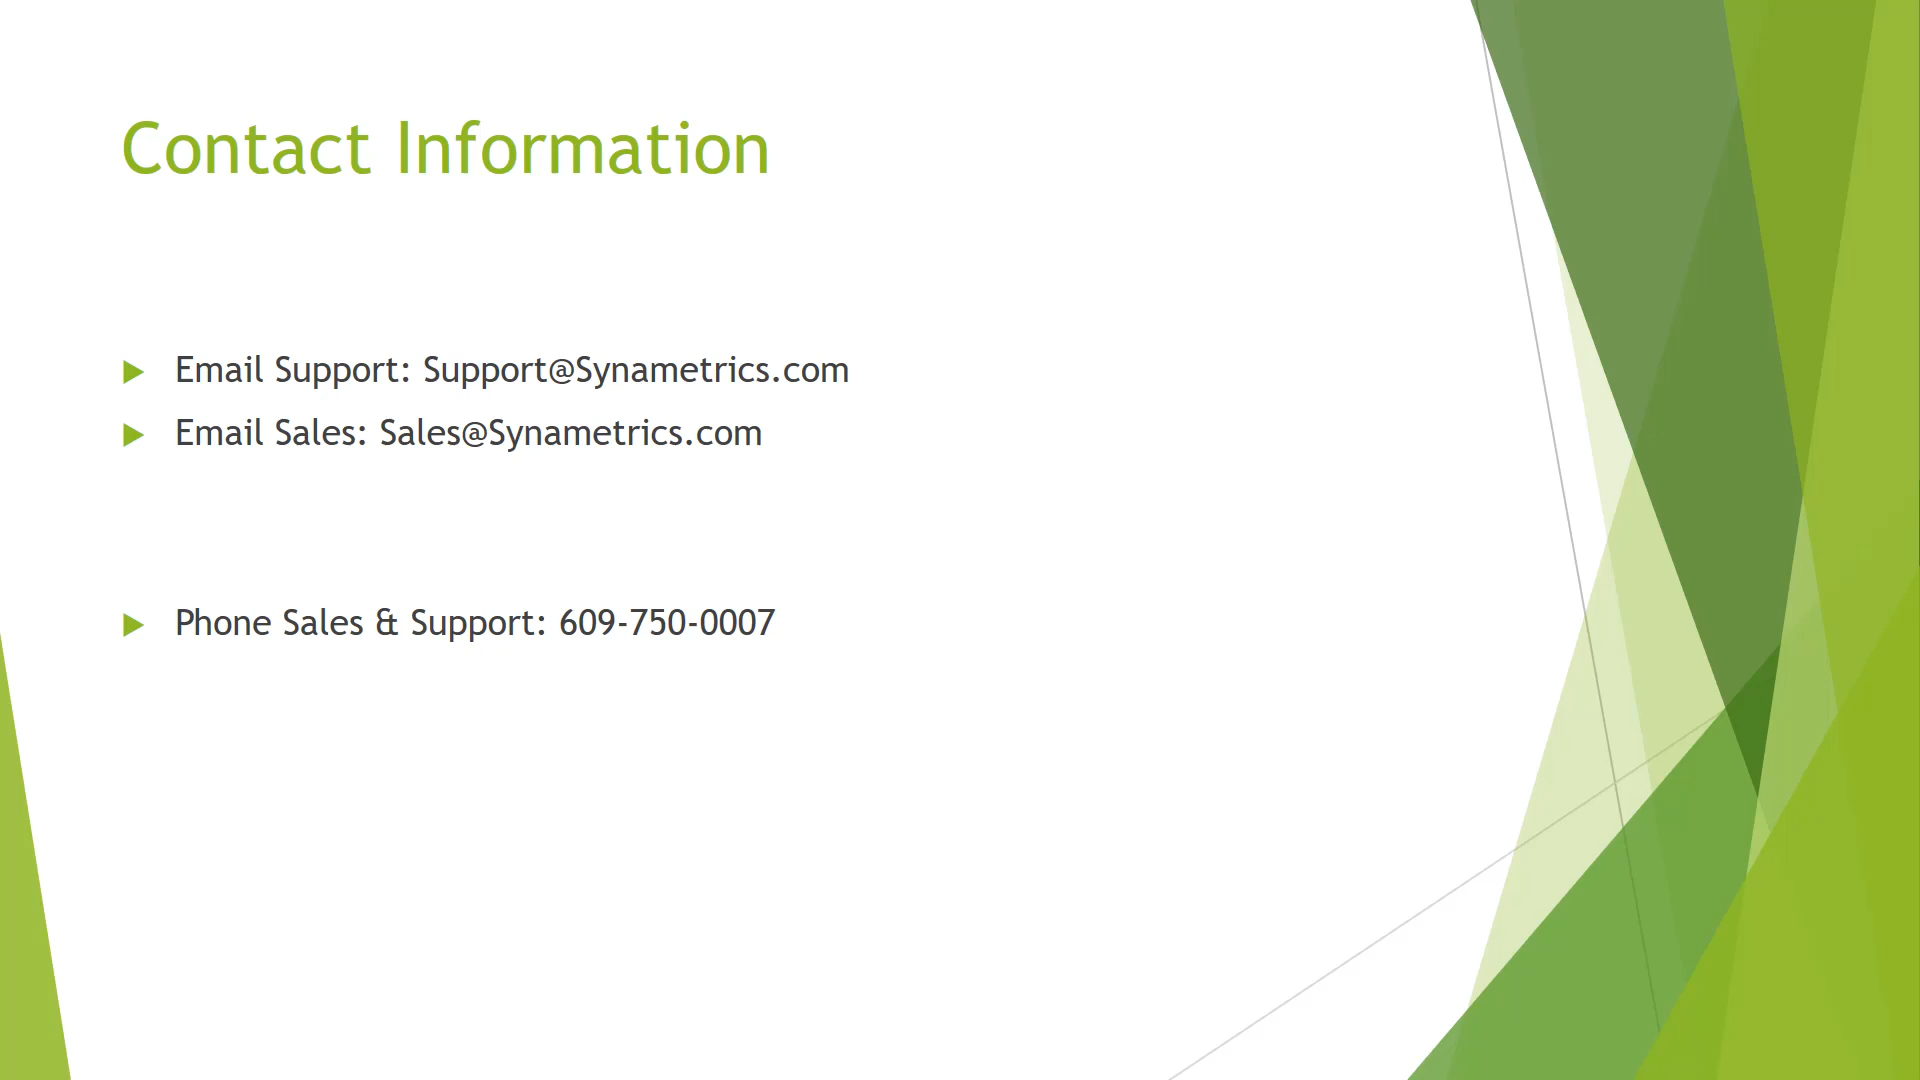 Contact Information
Email Support: Support@Synametrics.com
Email Sales: Sales@Synametrics.com
Phone Sales & Support: 609-750-0007